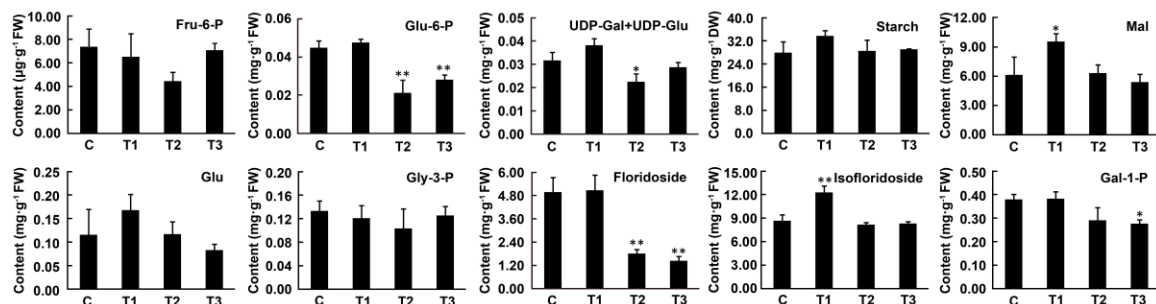 Fru-6-P
Content (μg·g⁻¹ FW)
10.00
8.00
6.00
4.00
2.00
0.00
C T1 T2 T3
Glu-6-P
Content (mg·g⁻¹ FW)
0.06
0.04
0.02
0.00
** **
C T1 T2 T3
UDP-Gal+UDP-Glu
Content (mg·g⁻¹ FW)
0.05
0.04
0.03
0.02
0.01
0.00
*
C T1 T2 T3
Starch
Content (mg·g⁻¹ DW)
40.00
32.00
24.00
16.00
8.00
0.00
C T1 T2 T3
Mal
Content (mg·g⁻¹ FW)
12.00
9.00
6.00
3.00
0.00
*
C T1 T2 T3
Glu
Content (mg·g⁻¹ FW)
0.25
0.20
0.15
0.10
0.05
0.00
C T1 T2 T3
Gly-3-P
Content (mg·g⁻¹ FW)
0.20
0.16
0.12
0.08
0.04
0.00
C T1 T2 T3
Floridoside
Content (mg·g⁻¹ FW)
6.00
4.80
3.60
2.40
1.20
0.00
** **
C T1 T2 T3
Isofloridoside
Content (mg·g⁻¹ FW)
15.00
12.00
9.00
6.00
3.00
0.00
**
C T1 T2 T3
Gal-1-P
Content (mg·g⁻¹ FW)
0.50
0.40
0.30
0.20
0.10
0.00
*
C T1 T2 T3